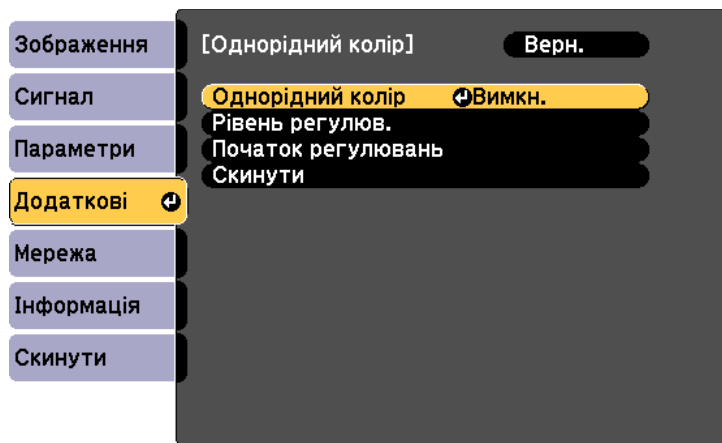 Зображення
Сигнал
Параметри
Додаткові
Мережа
Інформація
Скинути
[Однорідний колір] Верн.
Однорідний колір Вимкн.
Рівень регулюв.
Початок регулювань
Скинути